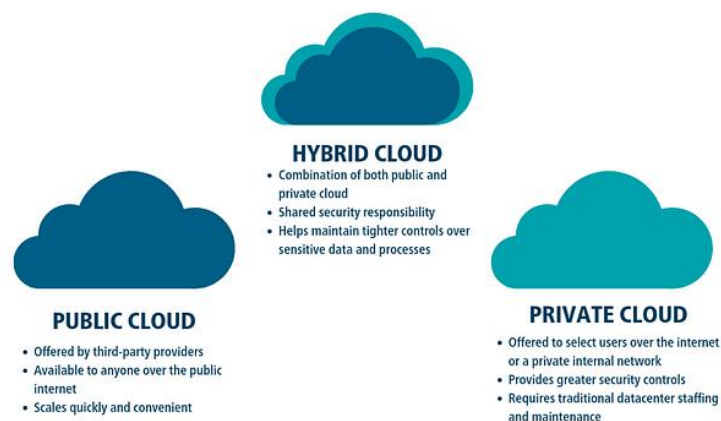 HYBRID CLOUD
• Combination of both public and
private cloud
• Shared security responsibility
• Helps maintain tighter controls over
sensitive data and processes
PUBLIC CLOUD
• Offered by third-party providers
• Available to anyone over the public
internet
• Scales quickly and convenient
PRIVATE CLOUD
• Offered to select users over the internet
or a private internal network
• Provides greater security controls
• Requires traditional datacenter staffing
and maintenance